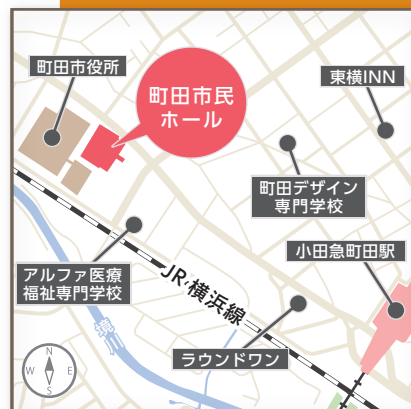 町田市役所
町田市民
ホール
東横INN
町田デザイン
専門学校
小田急町田駅
アルファ医療
福祉専門学校
JR横浜線
境川
ラウンドワン
N
W
E
S